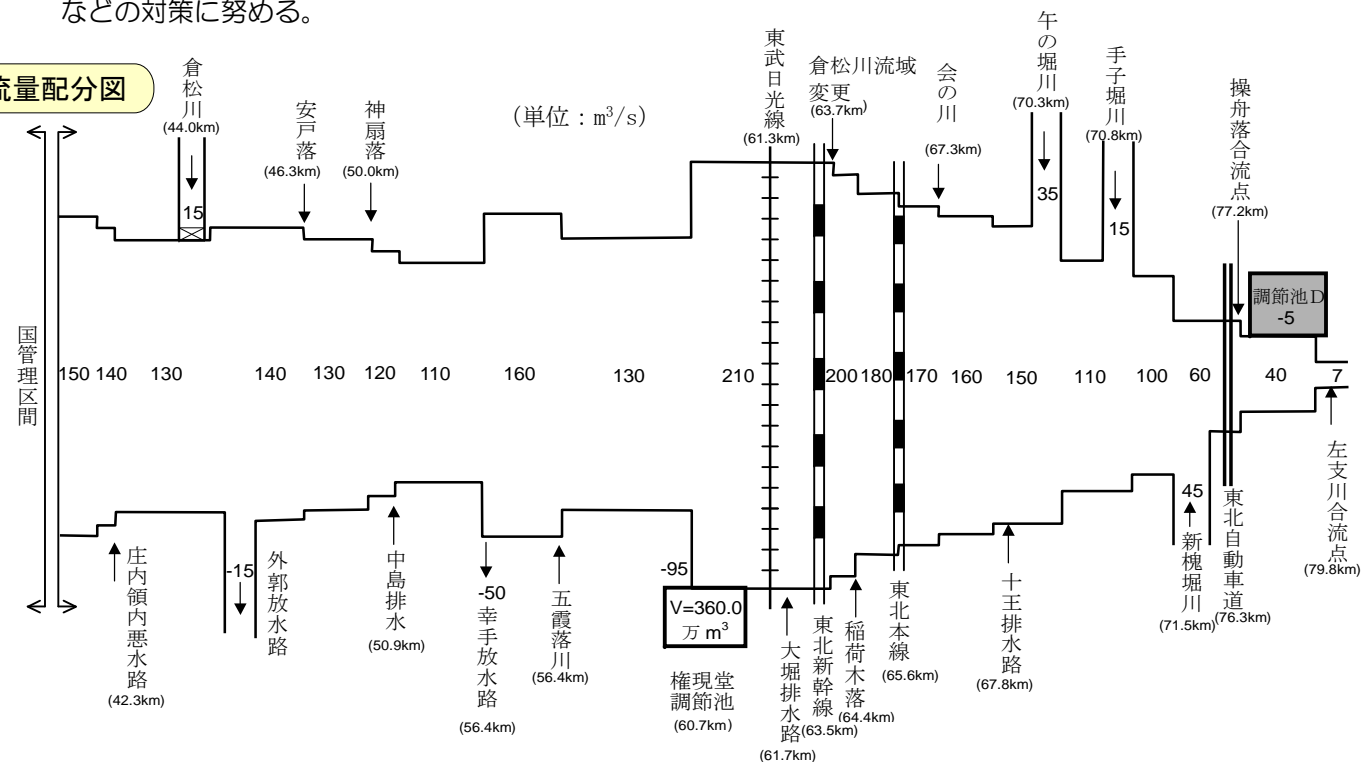 などの対策に努める。
流量配分図
(単位：m³/s)
倉松川
(44.0km)
15
安戸落
(46.3km)
神扇落
(50.0km)
東武日光線
(61.3km)
倉松川流域
変更
(63.7km)
会の川
(67.3km)
午の堀川
(70.3km)
35
手子堀川
(70.8km)
15
操舟落合流点
(77.2km)
調節池D
-5
国管理区間
150 140 130 140 130 120 110 160 130 210 200 180 170 160 150 110 100 60 40 7
庄内領内悪水路
(42.3km)
-15
外郭放水路
中島排水
(50.9km)
-50
幸手放水路
(56.4km)
五霞落川
(56.4km)
-95
V=360.0
万 m³
権現堂
調節池
(60.7km)
大堀排水路
(61.7km)
東北新幹線
(63.5km)
稲荷木落
(64.4km)
東北本線
(65.6km)
十王排水路
(67.8km)
45
新槐堀川
(71.5km)
東北自動車道
(76.3km)
左支川合流点
(79.8km)